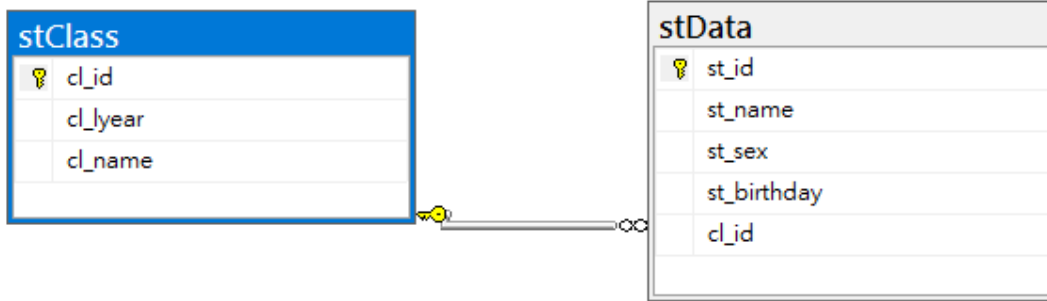 stClass
cl_id
cl_lyear
cl_name
stData
st_id
st_name
st_sex
st_birthday
cl_id